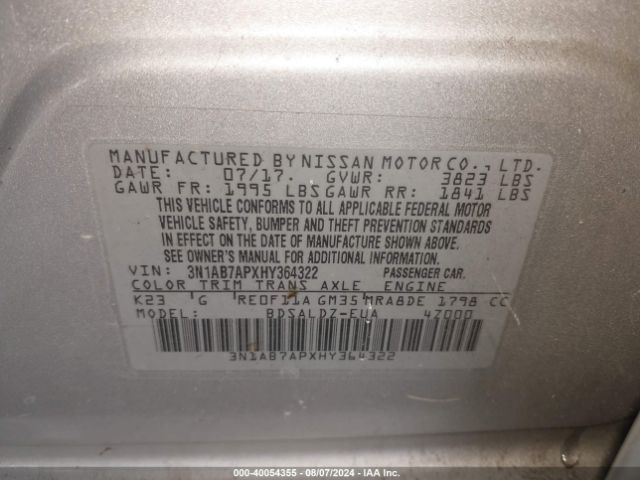 MANUFACTURED BY NISSAN MOTOR CO., LTD.
DATE: 07/17. GVWR: 3823 LBS
GAWR FR: 1995 LBS GAWR RR: 1841 LBS
THIS VEHICLE CONFORMS TO ALL APPLICABLE FEDERAL MOTOR
VEHICLE SAFETY, BUMPER AND THEFT PREVENTION STANDARDS
IN EFFECT ON THE DATE OF MANUFACTURE SHOWN ABOVE.
SEE OWNER'S MANUAL FOR ADDITIONAL INFORMATION.
VIN: 3N1AB7APXHY364322 PASSENGER CAR.
COLOR TRIM TRANS AXLE ENGINE
K23 G RE0F11A GM35 MRA8DE 1798 CC
MODEL: BDSALDZ-EUA 47000
3N1AB7APXHY364322
000-40054355 - 08/07/2024 - IAA Inc.